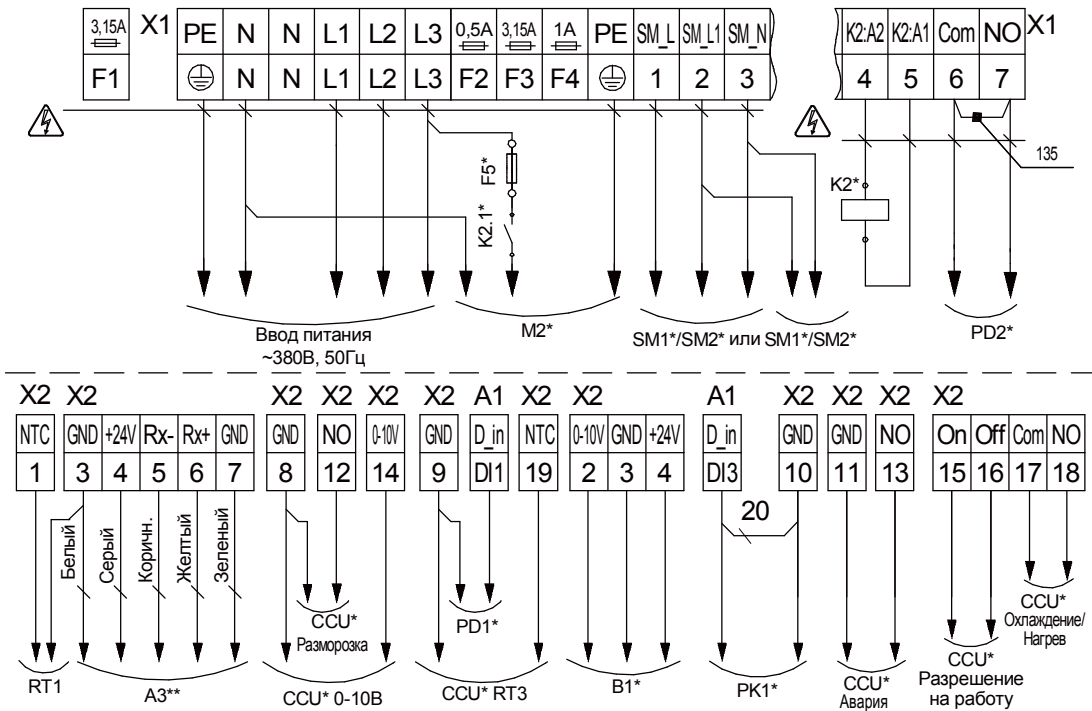 3,15A X1 PE N N L1 L2 L3 0,5A 3,15A 1A PE SM_L SM_L1 SM_N K2:A2 K2:A1 Com NO X1
F1 N N L1 L2 L3 F2 F3 F4 1 2 3 4 5 6 7
135
F5*
K2.1*
K2*
Ввод питания
~380В, 50Гц
M2*
SM1*/SM2* или SM1*/SM2*
PD2*
X2 X2 X2 X2 X2 X2 A1 X2 X2 A1 X2 X2 X2 X2
NTC GND +24V Rx- Rx+ GND GND NO 0-10V GND D_in NTC 0-10V GND +24V D_in GND GND NO On Off Com NO
1 3 4 5 6 7 8 12 14 9 DI1 19 2 3 4 DI3 10 11 13 15 16 17 18
20
Белый
Серый
Коричн.
Желтый
Зеленый
CCU*
Разморозка
PD1*
CCU*
Охлаждение/
Нагрев
RT1
A3**
CCU* 0-10В
CCU* RT3
B1*
PK1*
CCU*
Авария
CCU*
Разрешение
на работу